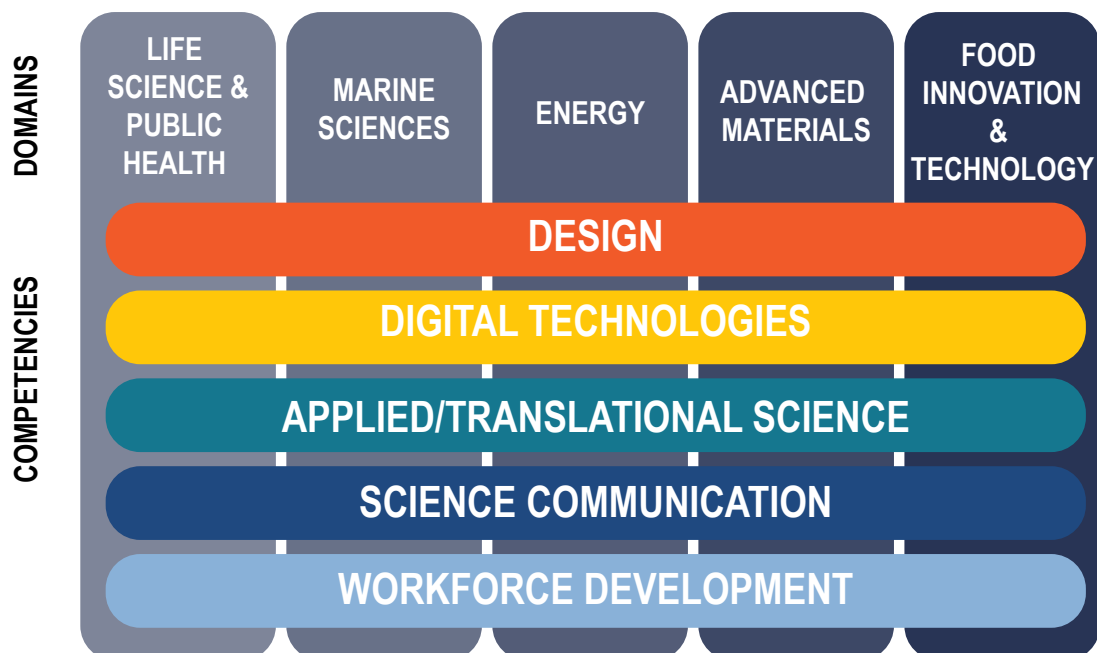 DOMAINS
LIFE
SCIENCE &
PUBLIC
HEALTH
MARINE
SCIENCES
ENERGY
ADVANCED
MATERIALS
FOOD
INNOVATION
&
TECHNOLOGY
COMPETENCIES
DESIGN
DIGITAL TECHNOLOGIES
APPLIED/TRANSLATIONAL SCIENCE
SCIENCE COMMUNICATION
WORKFORCE DEVELOPMENT